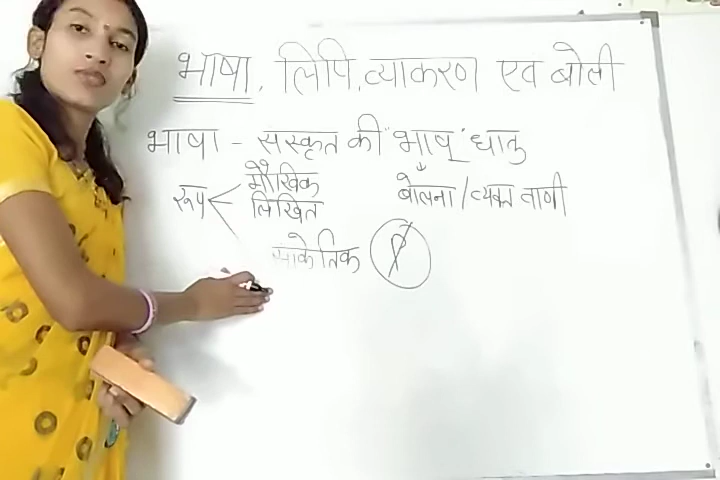 भाषा, लिपि, व्याकरण एव बोली
भाषा - संस्कृत की "भाष्" धातु
रूप मौखिक बोलना / व्यक्त वाणी
लिखित
सांकेतिक P